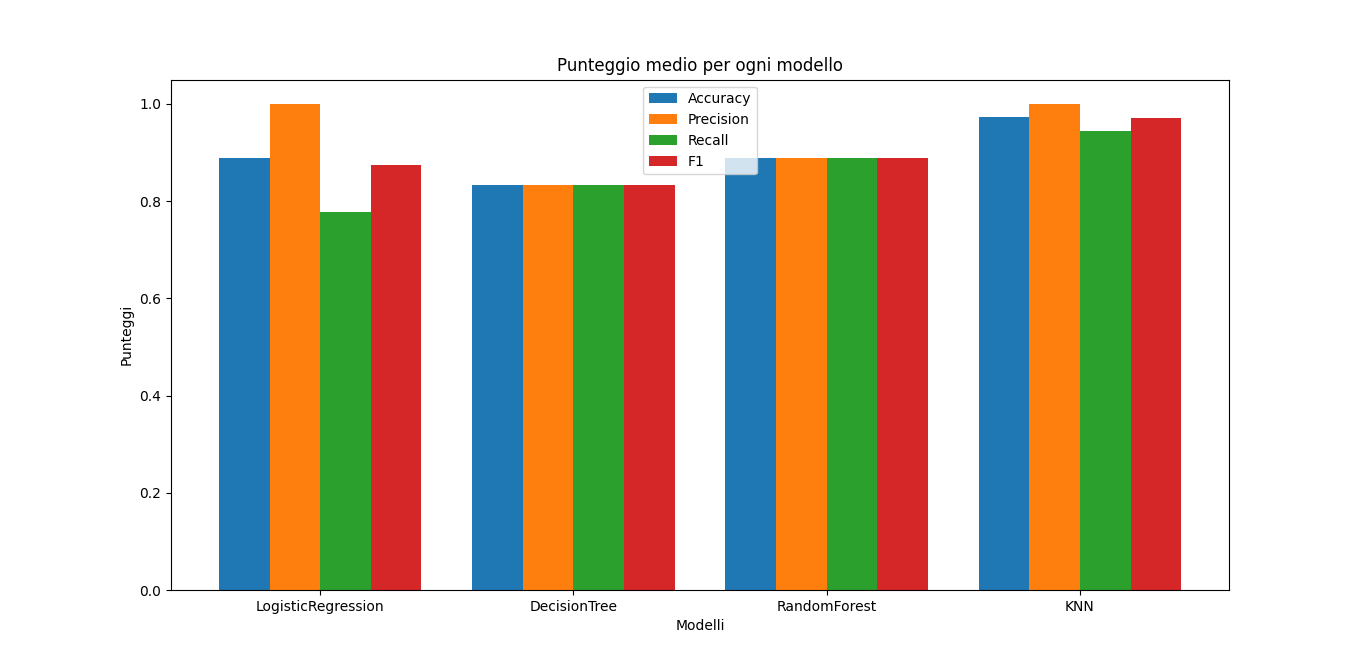 Punteggio medio per ogni modello
Accuracy
Precision
Recall
F1
Punteggi
1.0
0.8
0.6
0.4
0.2
0.0
LogisticRegression
DecisionTree
RandomForest
KNN
Modelli